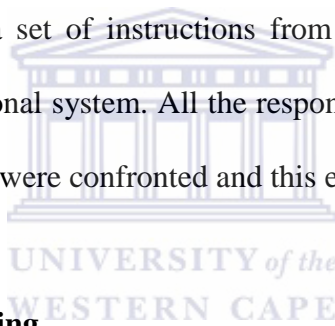 set of instructions from
onal system. All the respon
were confronted and this e
UNIVERSITY of the
WESTERN CAPE
ing